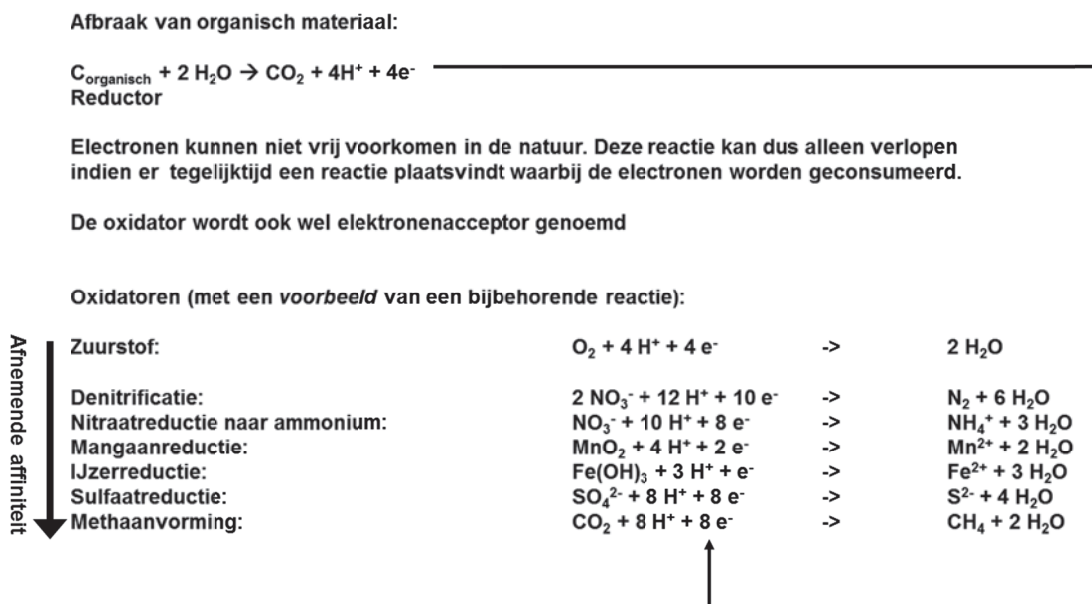 Afbraak van organisch materiaal:
C_organisch + 2 H₂O → CO₂ + 4H⁺ + 4e⁻
Reductor
Electronen kunnen niet vrij voorkomen in de natuur. Deze reactie kan dus alleen verlopen
indien er tegelijktijd een reactie plaatsvindt waarbij de electronen worden geconsumeerd.
De oxidator wordt ook wel elektronenacceptor genoemd
Oxidatoren (met een voorbeeld van een bijbehorende reactie):
Afnemende affiniteit
Zuurstof: O₂ + 4 H⁺ + 4 e⁻ -> 2 H₂O
Denitrificatie: 2 NO₃⁻ + 12 H⁺ + 10 e⁻ -> N₂ + 6 H₂O
Nitraatreductie naar ammonium: NO₃⁻ + 10 H⁺ + 8 e⁻ -> NH₄⁺ + 3 H₂O
Mangaanreductie: MnO₂ + 4 H⁺ + 2 e⁻ -> Mn²⁺ + 2 H₂O
IJzerreductie: Fe(OH)₃ + 3 H⁺ + e⁻ -> Fe²⁺ + 3 H₂O
Sulfaatreductie: SO₄²⁻ + 8 H⁺ + 8 e⁻ -> S²⁻ + 4 H₂O
Methaanvorming: CO₂ + 8 H⁺ + 8 e⁻ -> CH₄ + 2 H₂O